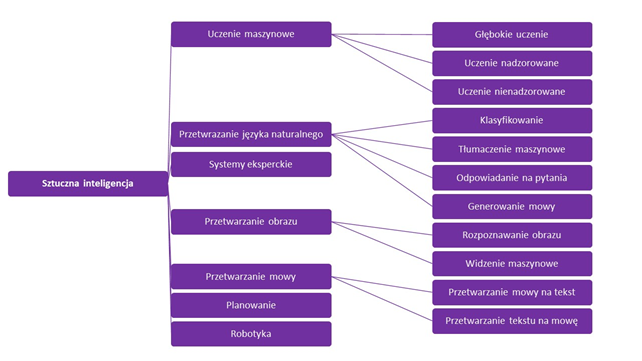 Sztuczna inteligencja
Uczenie maszynowe
Głębokie uczenie
Uczenie nadzorowane
Uczenie nienadzorowane
Przetwrazanie języka naturalnego
Klasyfikowanie
Tłumaczenie maszynowe
Odpowiadanie na pytania
Generowanie mowy
Systemy eksperckie
Przetwarzanie obrazu
Rozpoznawanie obrazu
Widzenie maszynowe
Przetwarzanie mowy
Przetwarzanie mowy na tekst
Przetwarzanie tekstu na mowę
Planowanie
Robotyka